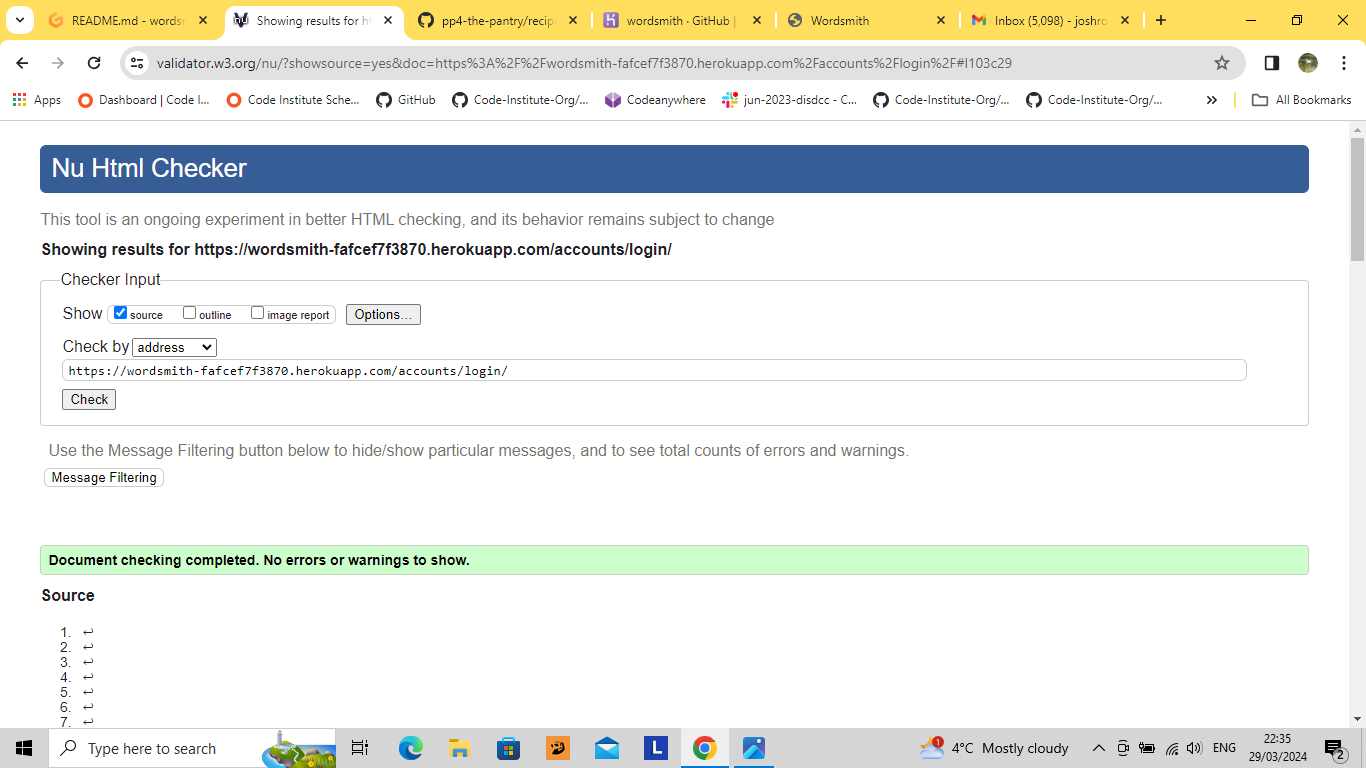 README.md - words
Showing results for ht
pp4-the-pantry/recip
wordsmith · GitHub |
Wordsmith
Inbox (5,098) - joshro
validator.w3.org/nu/?showsource=yes&doc=https%3A%2F%2Fwordsmith-fafcef7f3870.herokuapp.com%2Faccounts%2Flogin%2F#l103c29
Apps
Dashboard | Code I...
Code Institute Sche...
GitHub
Code-Institute-Org/...
Codeanywhere
jun-2023-disdcc - C...
Code-Institute-Org/...
Code-Institute-Org/...
All Bookmarks
Nu Html Checker
This tool is an ongoing experiment in better HTML checking, and its behavior remains subject to change
Showing results for https://wordsmith-fafcef7f3870.herokuapp.com/accounts/login/
Checker Input
Show source outline image report Options...
Check by address
https://wordsmith-fafcef7f3870.herokuapp.com/accounts/login/
Check
Use the Message Filtering button below to hide/show particular messages, and to see total counts of errors and warnings.
Message Filtering
Document checking completed. No errors or warnings to show.
Source
1. ↩
2. ↩
3. ↩
4. ↩
5. ↩
6. ↩
7. ↩
Type here to search
1
4°C Mostly cloudy
ENG
22:35
29/03/2024
2